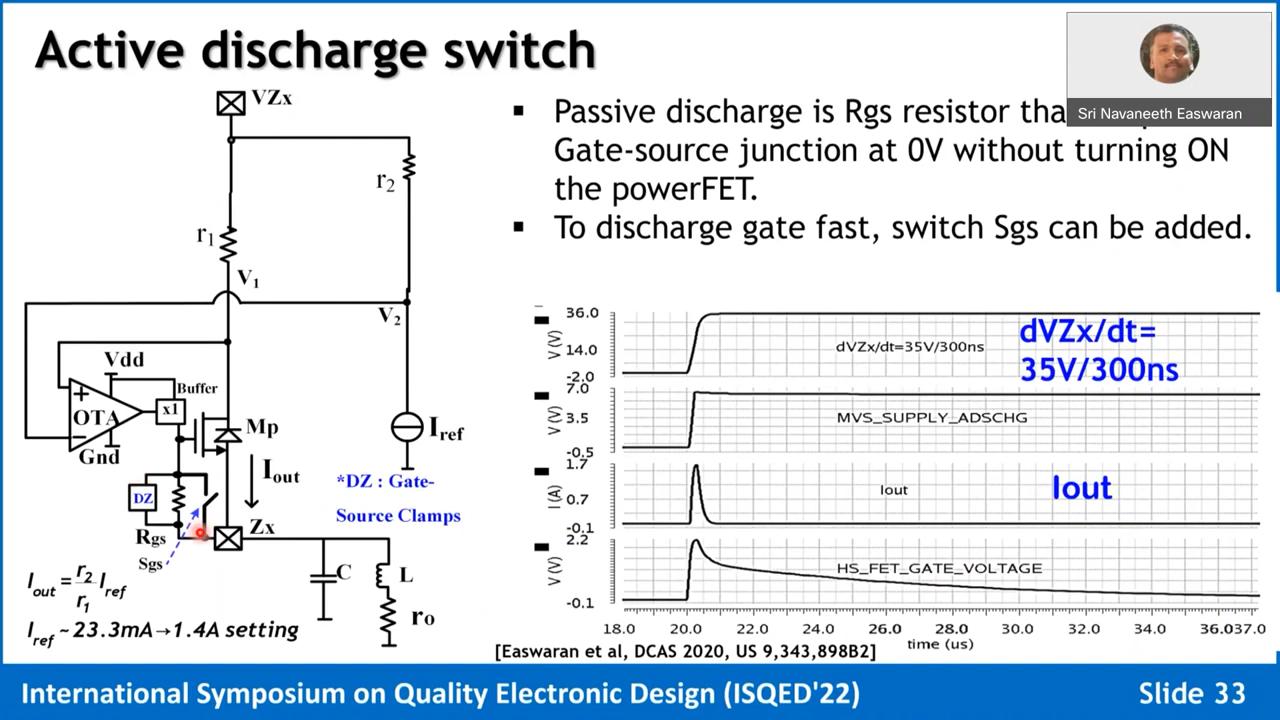 Active discharge switch
Sri Navaneeth Easwaran
▪ Passive discharge is Rgs resistor
Gate-source junction at 0V without turning ON
the powerFET.
▪ To discharge gate fast, switch Sgs can be added.
VZx
r2
r1
V1
V2
Vdd
Buffer
+
OTA
x1
-
Gnd
Mp
Iref
Iout
DZ
*DZ : Gate-
Source Clamps
Zx
Rgs
Sgs
C
L
ro
Iout = r2/r1 Iref
Iref ~ 23.3mA→1.4A setting
36.0
V (V)
14.0
-2.0
dVZx/dt=35V/300ns
dVZx/dt=
35V/300ns
7.0
V (V)
3.5
-0.5
MVS_SUPPLY_ADSCHG
1.7
I (A)
0.7
-0.1
Iout
Iout
2.2
V (V)
-0.1
HS_FET_GATE_VOLTAGE
18.0 20.0 22.0 24.0 26.0 28.0 30.0 32.0 34.0 36.0 37.0
time (us)
[Easwaran et al, DCAS 2020, US 9,343,898B2]
International Symposium on Quality Electronic Design (ISQED'22)
Slide 33